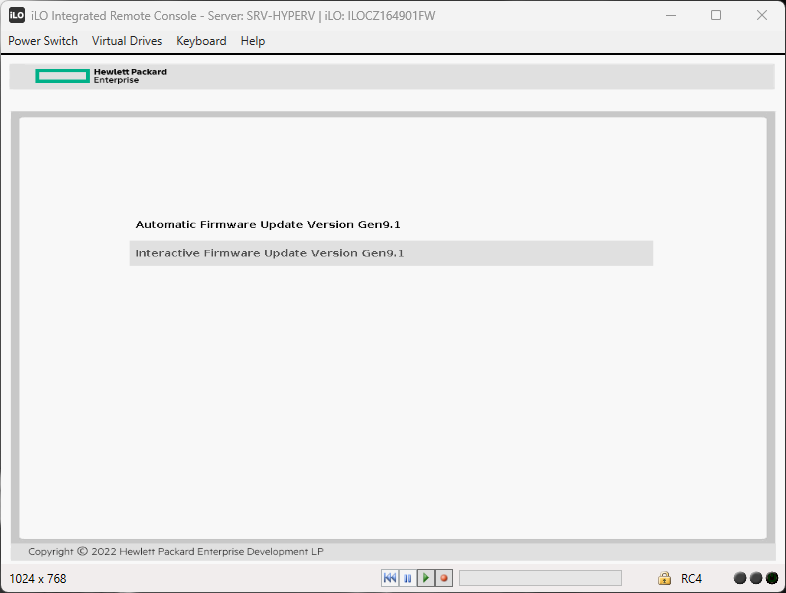 iLO iLO Integrated Remote Console - Server: SRV-HYPERV | iLO: ILOCZ164901FW
Power Switch Virtual Drives Keyboard Help
Hewlett Packard
Enterprise
Automatic Firmware Update Version Gen9.1
Interactive Firmware Update Version Gen9.1
Copyright © 2022 Hewlett Packard Enterprise Development LP
1024 x 768 RC4